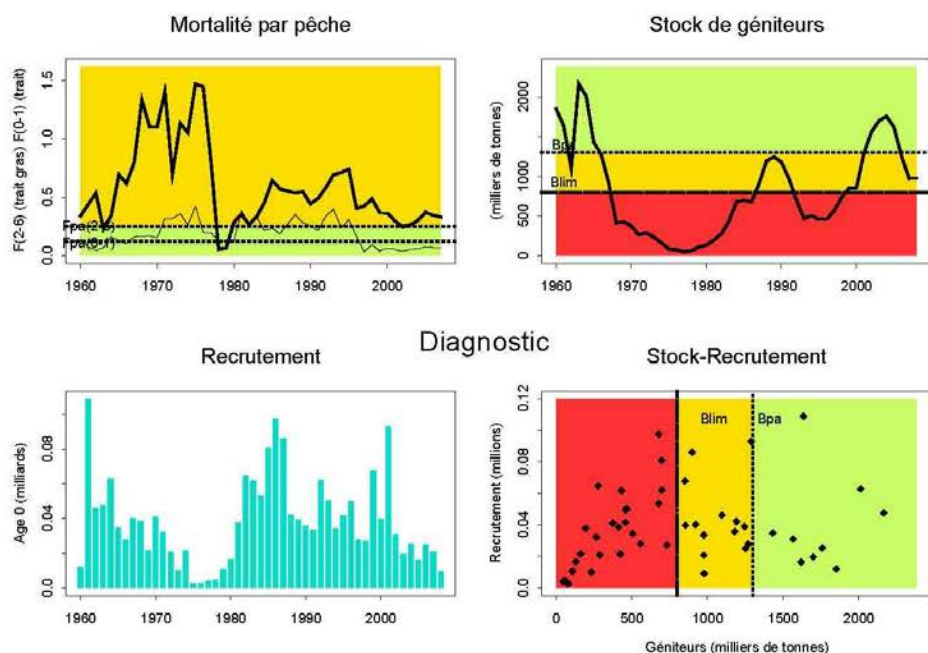 Mortalité par pêche
F(2-6) (trait gras) F(0-1) (trait)
0.0 0.5 1.0 1.5
Fpa(2-6)
Fpa(0-1)
1960 1970 1980 1990 2000
Stock de géniteurs
(milliers de tonnes)
0 500 1000 2000
Bpa
Blim
1960 1970 1980 1990 2000
Diagnostic
Recrutement
Age 0 (milliards)
0.0 0.04 0.08
1960 1970 1980 1990 2000
Stock-Recrutement
Recrutement (millions)
0.0 0.04 0.08 0.12
Blim
Bpa
0 500 1000 1500 2000
Géniteurs (milliers de tonnes)